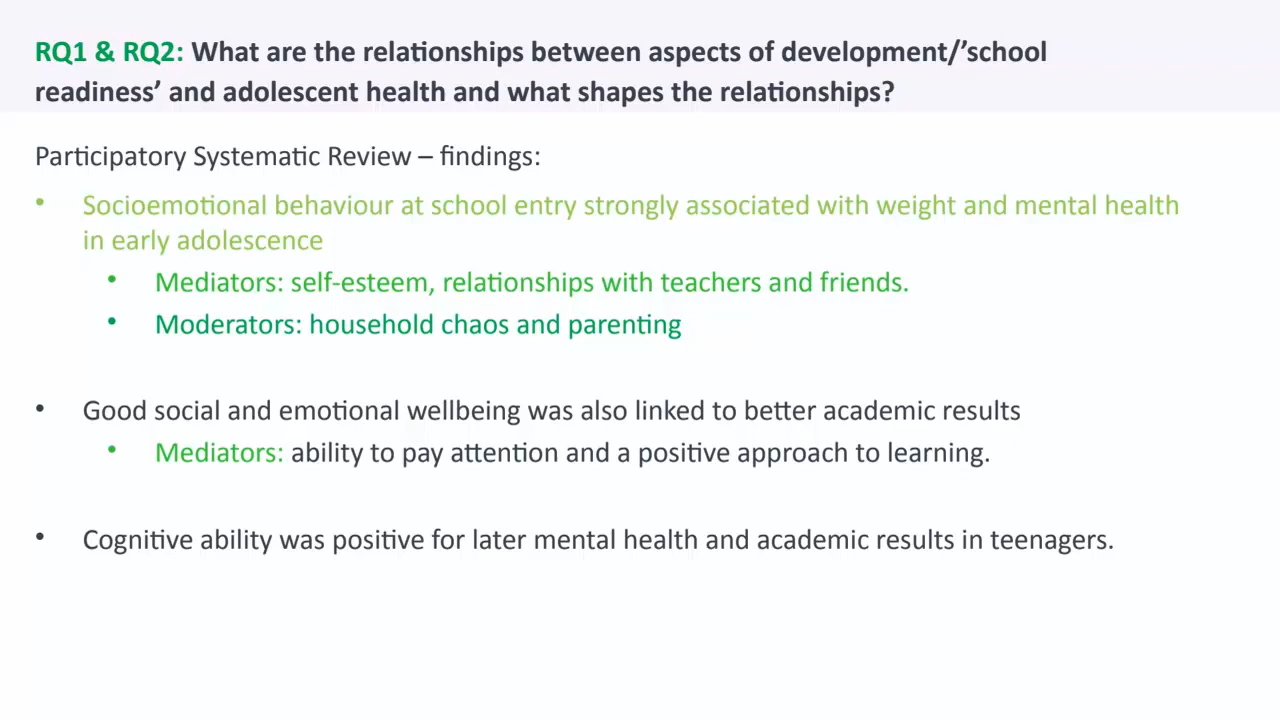 RQ1 & RQ2: What are the relationships between aspects of development/’school
readiness’ and adolescent health and what shapes the relationships?
Participatory Systematic Review – findings:
• Socioemotional behaviour at school entry strongly associated with weight and mental health
in early adolescence
• Mediators: self-esteem, relationships with teachers and friends.
• Moderators: household chaos and parenting
• Good social and emotional wellbeing was also linked to better academic results
• Mediators: ability to pay attention and a positive approach to learning.
• Cognitive ability was positive for later mental health and academic results in teenagers.